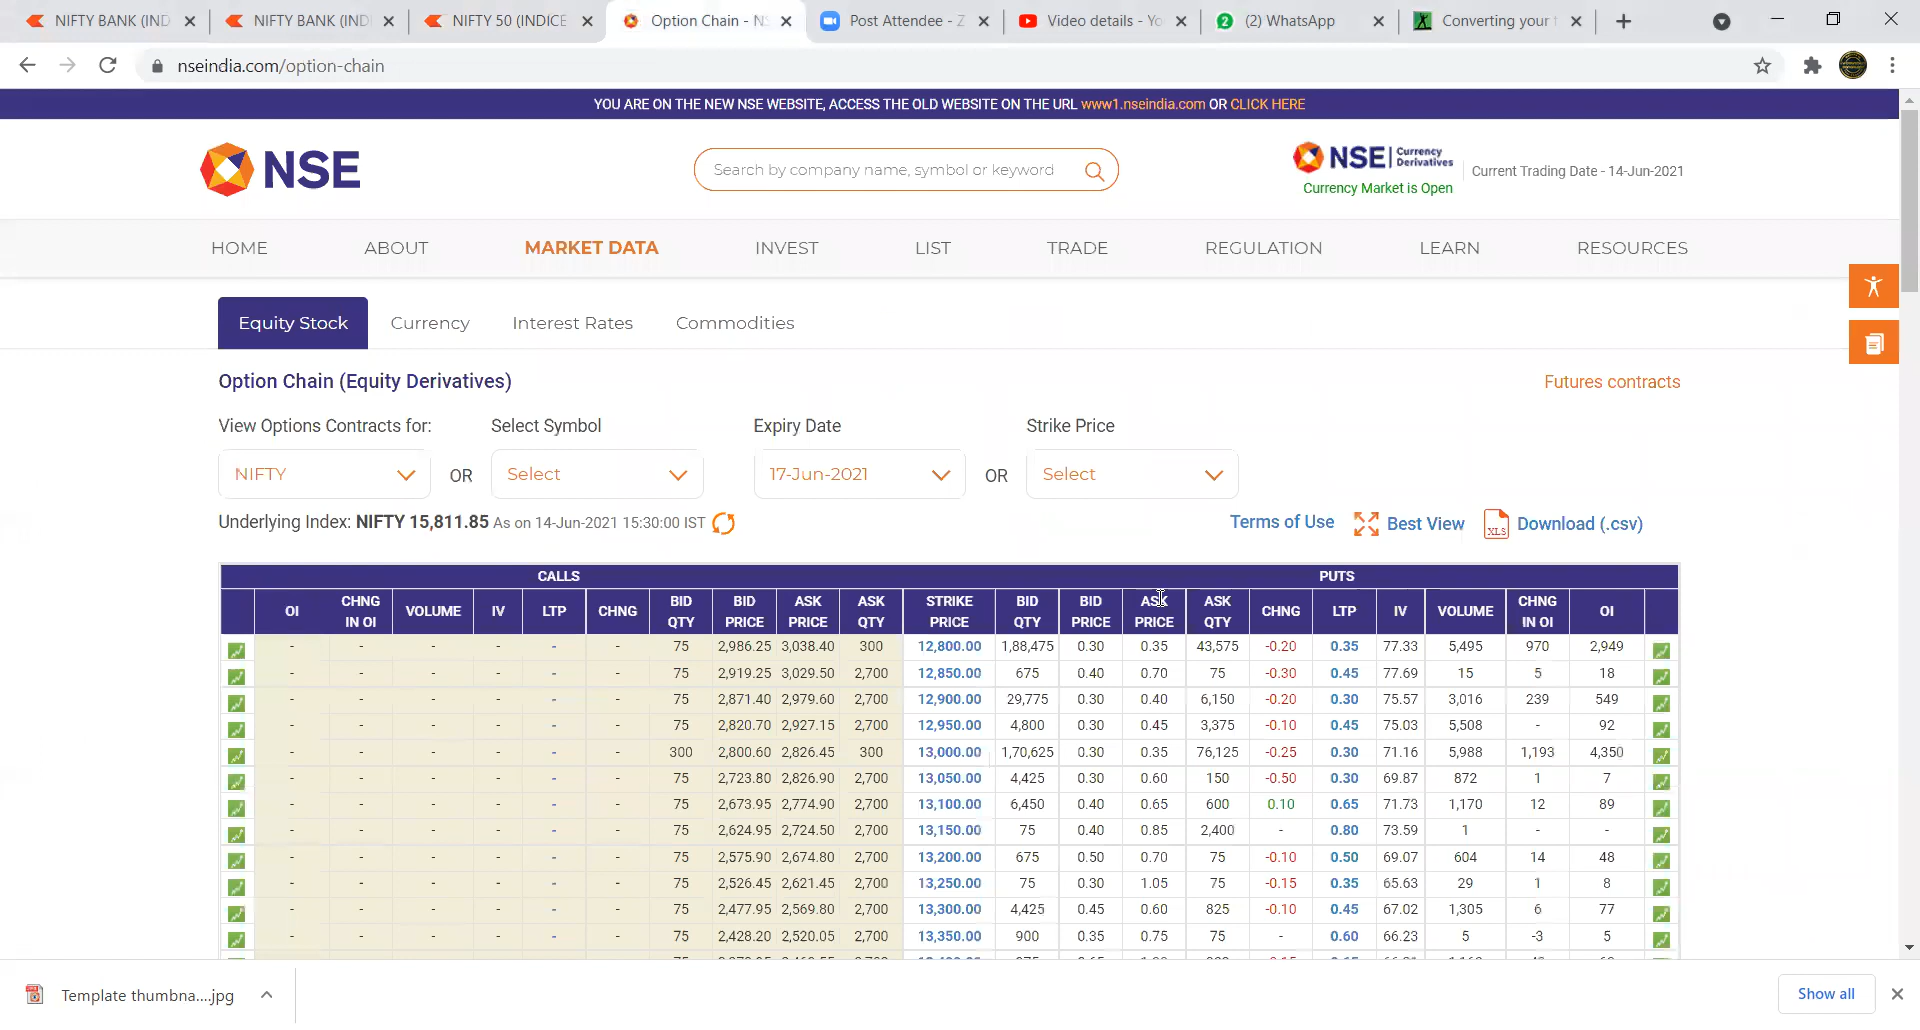 NIFTY BANK (IND
NIFTY BANK (INDI
NIFTY 50 (INDICE
Option Chain - NS
Post Attendee - Z
Video details - Yo
2 (2) WhatsApp
Converting your
nseindia.com/option-chain
YOU ARE ON THE NEW NSE WEBSITE, ACCESS THE OLD WEBSITE ON THE URL www1.nseindia.com OR CLICK HERE
NSE
Search by company name, symbol or keyword
NSE Currency Derivatives
Currency Market is Open
Current Trading Date - 14-Jun-2021
HOME ABOUT MARKET DATA INVEST LIST TRADE REGULATION LEARN RESOURCES
Equity Stock Currency Interest Rates Commodities
Option Chain (Equity Derivatives) Futures contracts
View Options Contracts for: Select Symbol Expiry Date Strike Price
NIFTY OR Select 17-Jun-2021 OR Select
Underlying Index: NIFTY 15,811.85 As on 14-Jun-2021 15:30:00 IST Terms of Use Best View XLS Download (.csv)
CALLS PUTS
OI CHNG IN OI VOLUME IV LTP CHNG BID QTY BID PRICE ASK PRICE ASK QTY STRIKE PRICE BID QTY BID PRICE ASK PRICE ASK QTY CHNG LTP IV VOLUME CHNG IN OI OI
- - - - - - 75 2,986.25 3,038.40 300 12,800.00 1,88,475 0.30 0.35 43,575 -0.20 0.35 77.33 5,495 970 2,949
- - - - - - 75 2,919.25 3,029.50 2,700 12,850.00 675 0.40 0.70 75 -0.30 0.45 77.69 15 5 18
- - - - - - 75 2,871.40 2,979.60 2,700 12,900.00 29,775 0.30 0.40 6,150 -0.20 0.30 75.57 3,016 239 549
- - - - - - 75 2,820.70 2,927.15 2,700 12,950.00 4,800 0.30 0.45 3,375 -0.10 0.45 75.03 5,508 - 92
- - - - - - 300 2,800.60 2,826.45 300 13,000.00 1,70,625 0.30 0.35 76,125 -0.25 0.30 71.16 5,988 1,193 4,350
- - - - - - 75 2,723.80 2,826.90 2,700 13,050.00 4,425 0.30 0.60 150 -0.50 0.30 69.87 872 1 7
- - - - - - 75 2,673.95 2,774.90 2,700 13,100.00 6,450 0.40 0.65 600 0.10 0.65 71.73 1,170 12 89
- - - - - - 75 2,624.95 2,724.50 2,700 13,150.00 75 0.40 0.85 2,400 - 0.80 73.59 1 - -
- - - - - - 75 2,575.90 2,674.80 2,700 13,200.00 675 0.50 0.70 75 -0.10 0.50 69.07 604 14 48
- - - - - - 75 2,526.45 2,621.45 2,700 13,250.00 75 0.30 1.05 75 -0.15 0.35 65.63 29 1 8
- - - - - - 75 2,477.95 2,569.80 2,700 13,300.00 4,425 0.45 0.60 825 -0.10 0.45 67.02 1,305 6 77
- - - - - - 75 2,428.20 2,520.05 2,700 13,350.00 900 0.35 0.75 75 - 0.60 66.23 5 -3 5
Template thumbna....jpg
Show all